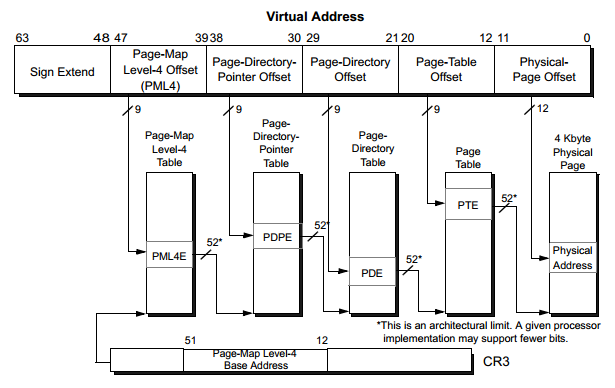 Virtual Address
63 48 47 39 38 30 29 21 20 12 11 0
Sign Extend
Page-Map
Level-4 Offset
(PML4)
Page-Directory-
Pointer Offset
Page-Directory
Offset
Page-Table
Offset
Physical-
Page Offset
9 9 9 9 12
Page-Map
Level-4
Table
Page-
Directory-
Pointer
Table
Page-
Directory
Table
Page
Table
4 Kbyte
Physical
Page
PML4E
52*
PDPE
52*
PDE
52*
PTE
52*
Physical
Address
*This is an architectural limit. A given processor
implementation may support fewer bits.
51 12
Page-Map Level-4
Base Address
CR3